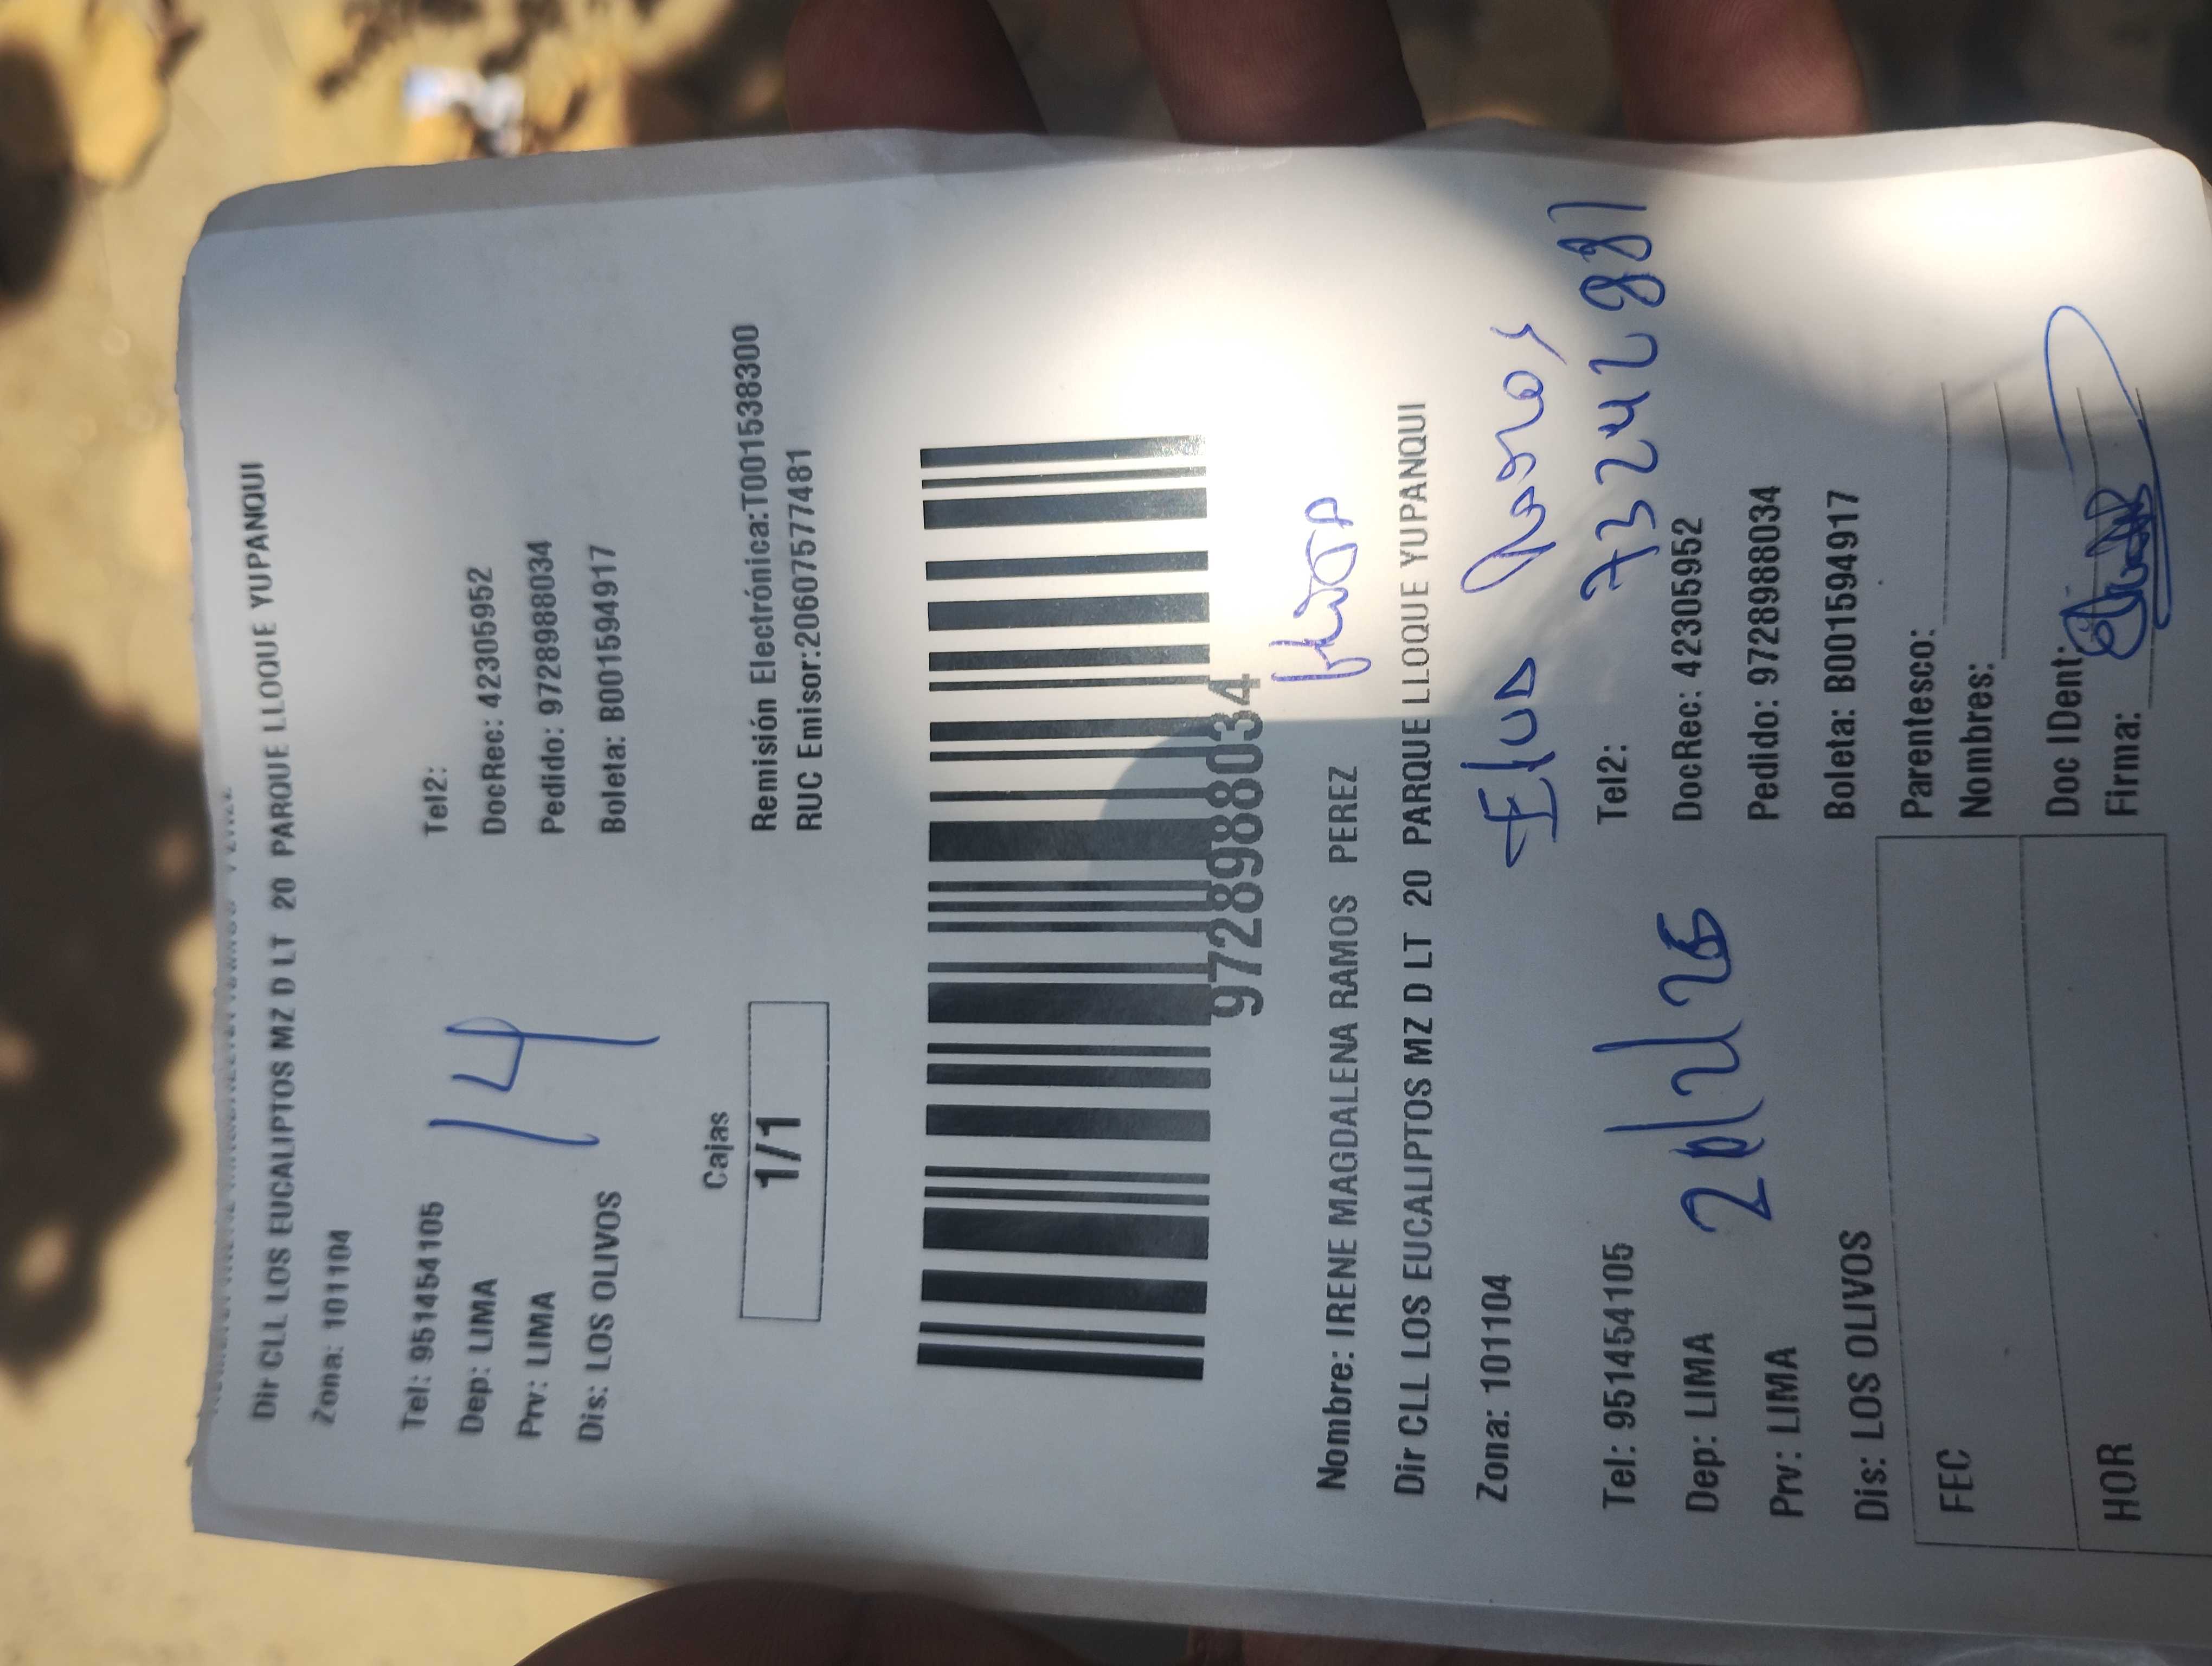 Dir CLL LOS EUCALIPTOS MZ D LT 20 PARQUE LLOQUE YUPANQUI
Zona: 101104
Tel: 951454105 Tel2:
Dep: LIMA DocRec: 42305952
Prv: LIMA Pedido: 9728988034
Dis: LOS OLIVOS Boleta: B001594917
14
Cajas
1/1
Remisión Electrónica:T001538300
RUC Emisor:20607577481
9728988034
Nombre: IRENE MAGDALENA RAMOS PEREZ
Dir CLL LOS EUCALIPTOS MZ D LT 20 PARQUE LLOQUE YUPANQUI
Zona: 101104
73242881
Tel: 951454105 Tel2:
Dep: LIMA DocRec: 42305952
Prv: LIMA Pedido: 9728988034
Dis: LOS OLIVOS Boleta: B001594917
FEC Parentesco:
Nombres:
HOR Doc IDent:
Firma: